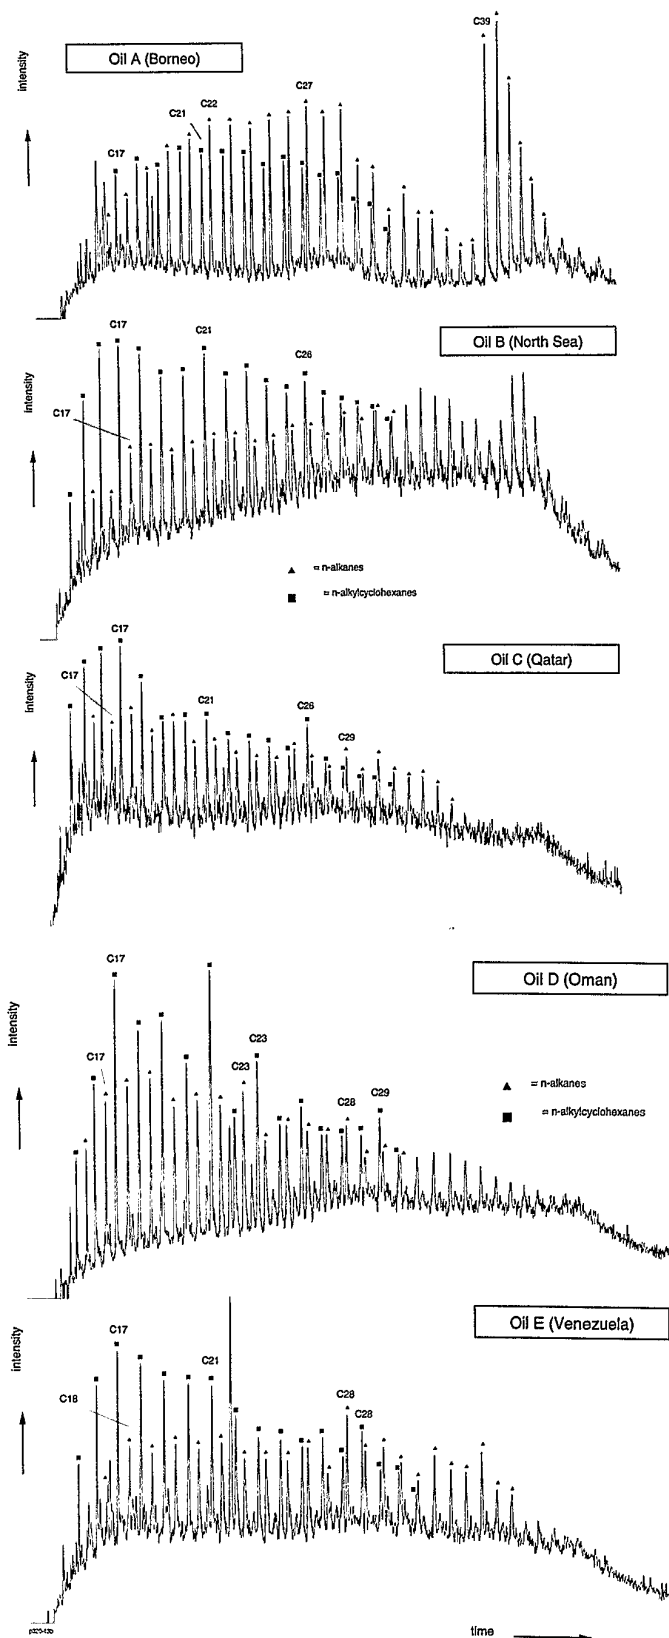 Oil A (Borneo)
intensity
C17
C21
C22
C27
C39
Oil B (North Sea)
intensity
C17
C17
C21
C26
▲ = n-alkanes
■ = n-alkylcyclohexanes
Oil C (Qatar)
intensity
C17
C17
C21
C26
C29
Oil D (Oman)
intensity
C17
C17
C23
C23
C28
C29
▲ = n-alkanes
■ = n-alkylcyclohexanes
Oil E (Venezuela)
intensity
C17
C18
C21
C28
C28
time